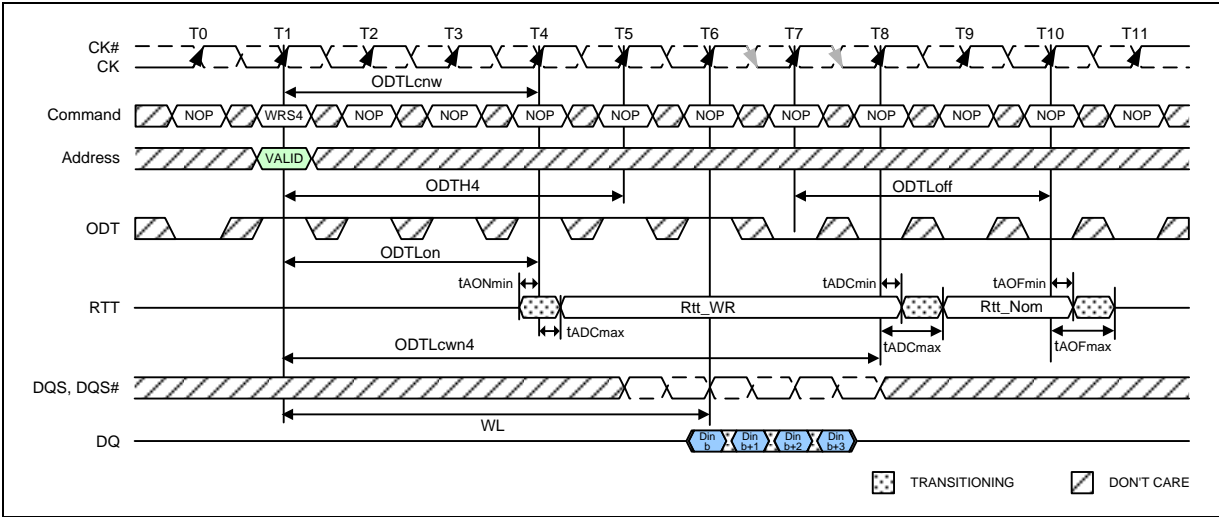 T0 T1 T2 T3 T4 T5 T6 T7 T8 T9 T10 T11
CK#
CK
ODTLcnw
Command NOP WRS4 NOP NOP NOP NOP NOP NOP NOP NOP NOP NOP
Address VALID
ODTH4 ODTLoff
ODT
ODTLon
tAONmin tADCmin tAOFmin
RTT Rtt_WR Rtt_Nom
tADCmax tADCmax tAOFmax
ODTLcwn4
DQS, DQS#
WL
DQ Din b Din b+1 Din b+2 Din b+3
TRANSITIONING DON'T CARE